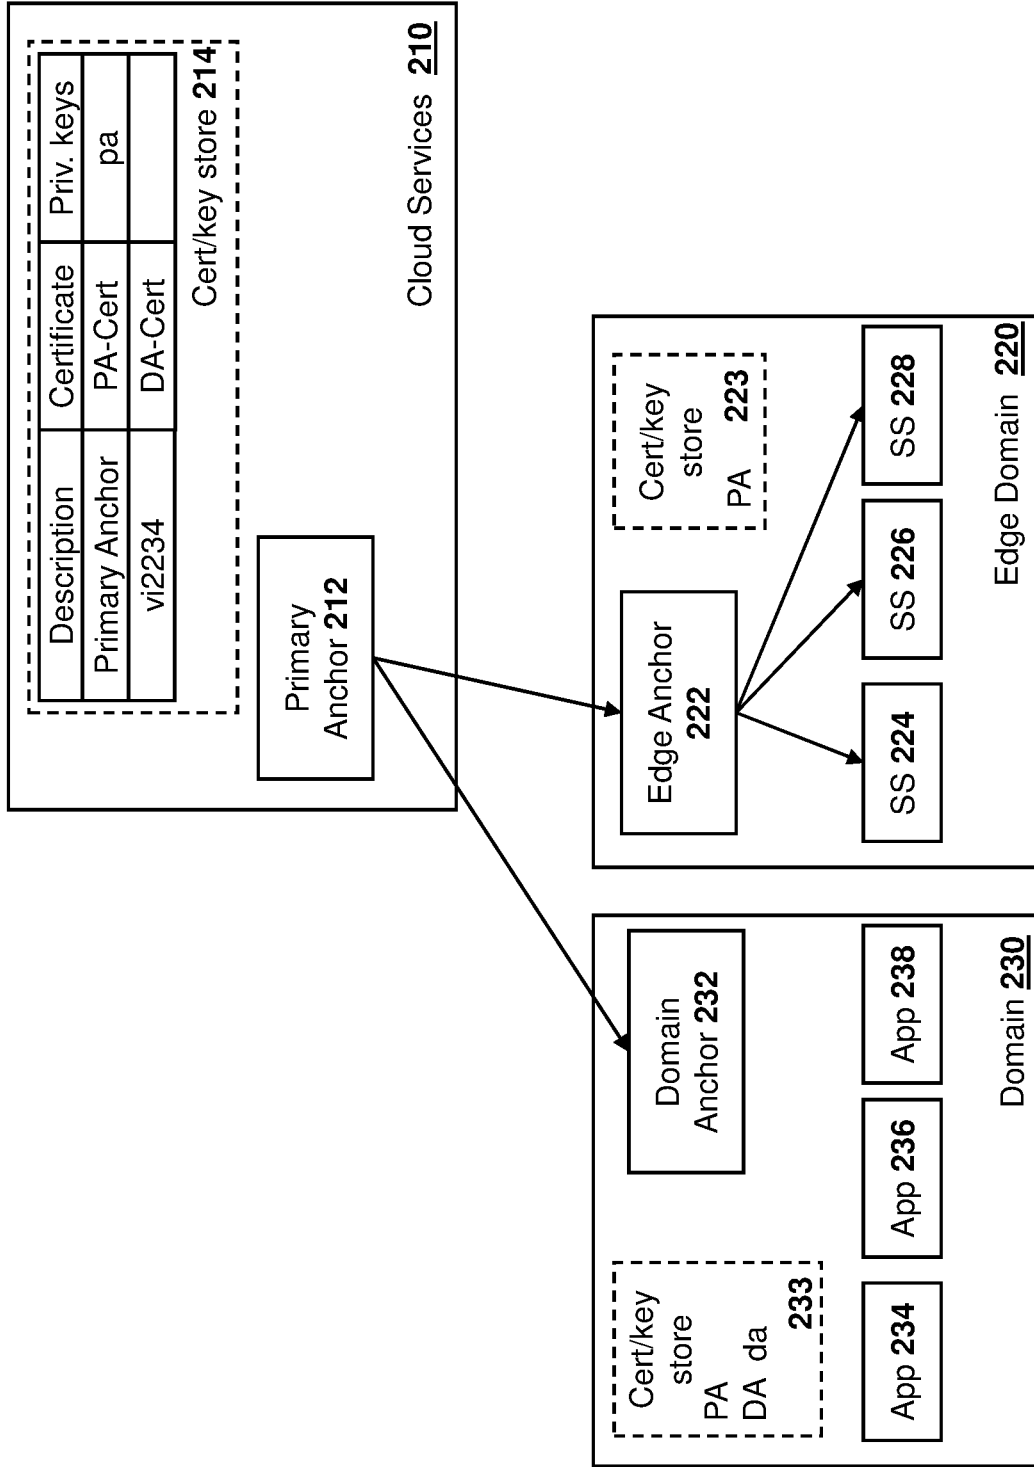 Description Certificate Priv. keys
Primary Anchor PA-Cert pa
vi2234 DA-Cert
Cert/key store 214
Primary
Anchor 212
Cloud Services 210
Cert/key
store
PA
DA da
233
Domain
Anchor 232
App 234
App 236
App 238
Domain 230
Edge Anchor
222
Cert/key
store
PA 223
SS 224
SS 226
SS 228
Edge Domain 220